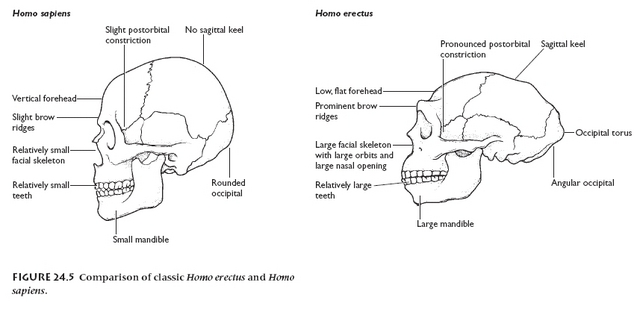 Homo sapiens
Slight postorbital
constriction
No sagittal keel
Vertical forehead
Slight brow
ridges
Relatively small
facial skeleton
Relatively small
teeth
Rounded
occipital
Small mandible
Homo erectus
Pronounced postorbital
constriction
Sagittal keel
Low, flat forehead
Prominent brow
ridges
Occipital torus
Large facial skeleton
with large orbits and
large nasal opening
Relatively large
teeth
Angular occipital
Large mandible
FIGURE 24.5 Comparison of classic Homo erectus and Homo
sapiens.